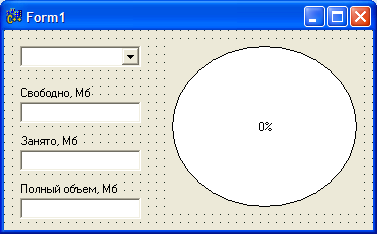 Form1
Свободно, Мб
0%
Занято, Мб
Полный объем, Мб